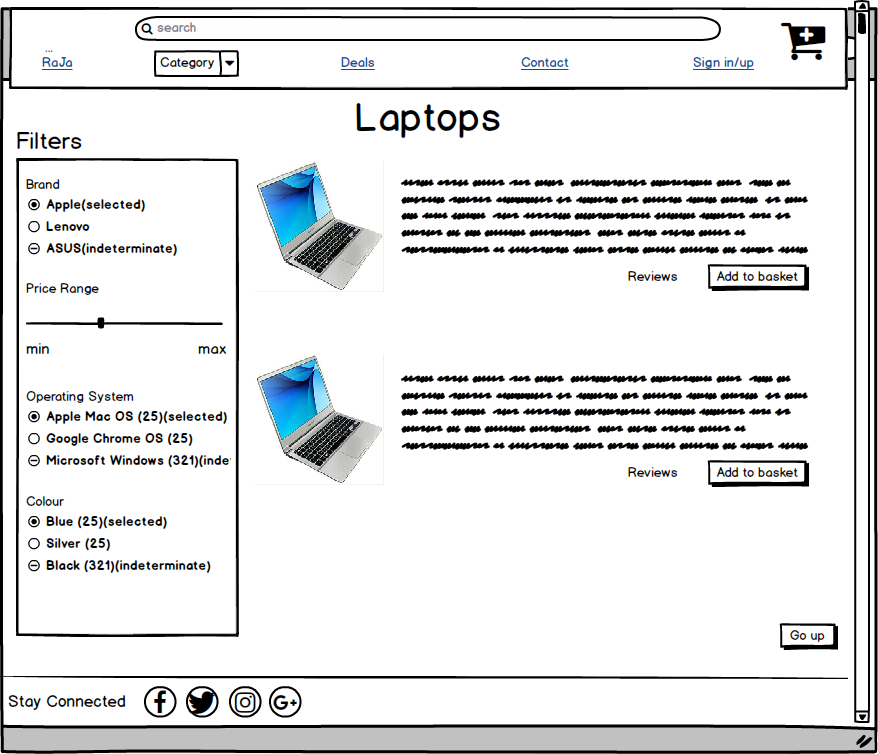 search
...
RaJa
Category
Deals
Contact
Sign in/up
Laptops
Filters
Brand
Apple(selected)
Lenovo
ASUS(indeterminate)
Price Range
min max
Operating System
Apple Mac OS (25)(selected)
Google Chrome OS (25)
Microsoft Windows (321)(inde
Colour
Blue (25)(selected)
Silver (25)
Black (321)(indeterminate)
Reviews Add to basket
Reviews Add to basket
Go up
Stay Connected
G+